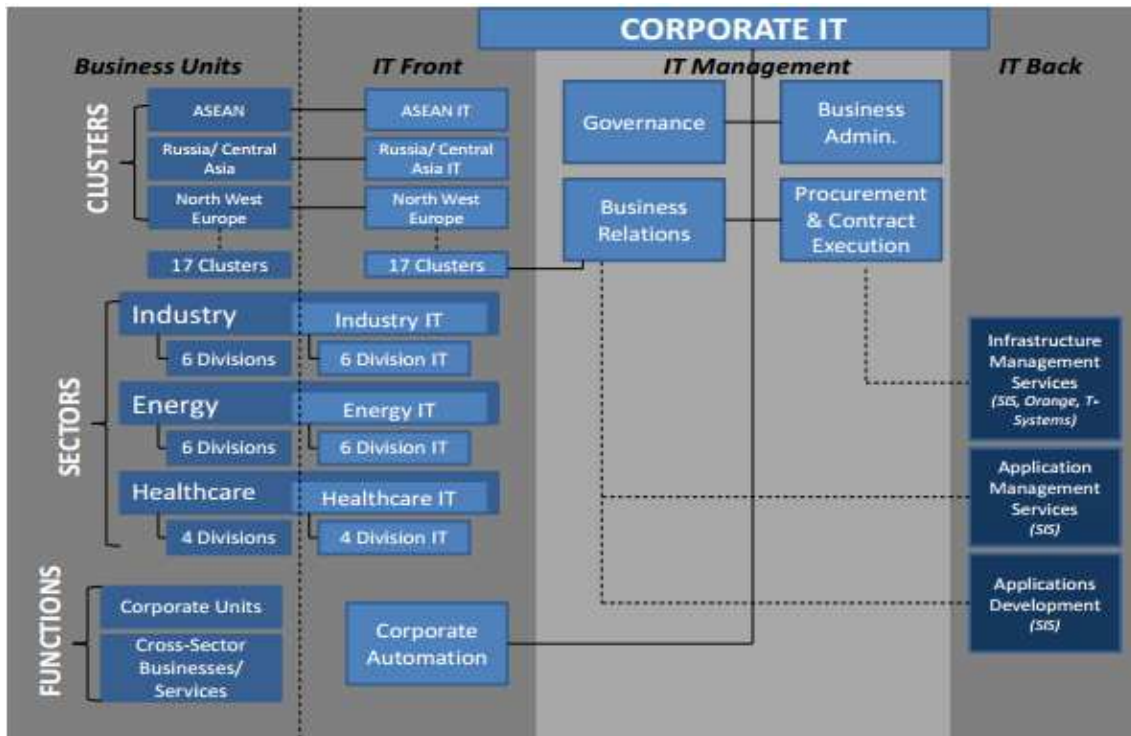 CORPORATE IT
Business Units
IT Front
IT Management
IT Back
CLUSTERS
ASEAN
ASEAN IT
Russia/ Central
Asia
Russia/ Central
Asia IT
North West
Europe
North West
Europe
17 Clusters
17 Clusters
Governance
Business
Admin.
Business
Relations
Procurement
& Contract
Execution
SECTORS
Industry
Industry IT
6 Divisions
6 Division IT
Energy
Energy IT
6 Divisions
6 Division IT
Healthcare
Healthcare IT
4 Divisions
4 Division IT
Infrastructure
Management
Services
(SIS, Orange, T-
Systems)
Application
Management
Services
(SIS)
Applications
Development
(SIS)
FUNCTIONS
Corporate Units
Cross-Sector
Businesses/
Services
Corporate
Automation